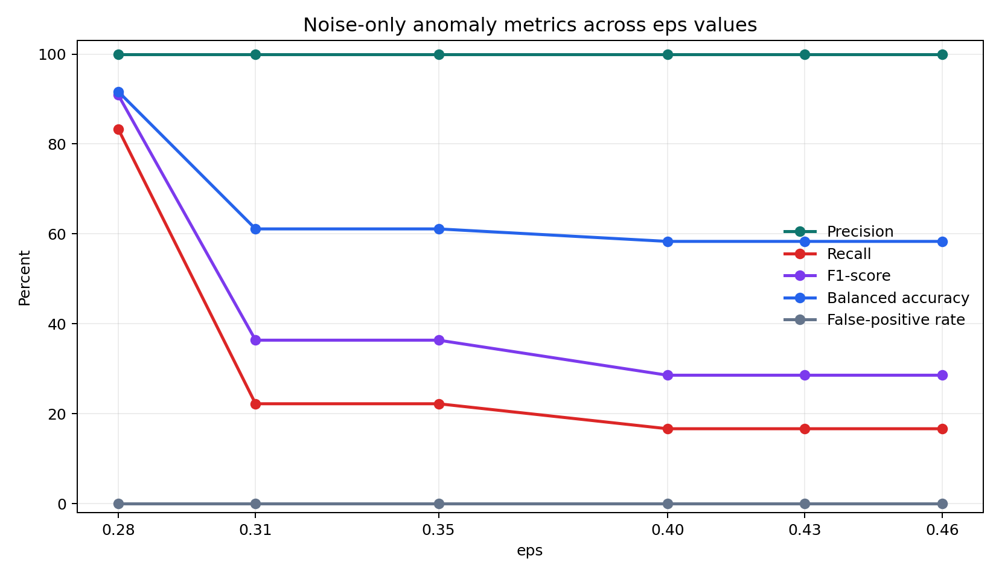 Noise-only anomaly metrics across eps values
100
80
60
40
20
0
Percent
Precision
Recall
F1-score
Balanced accuracy
False-positive rate
0.28 0.31 0.35 0.40 0.43 0.46
eps